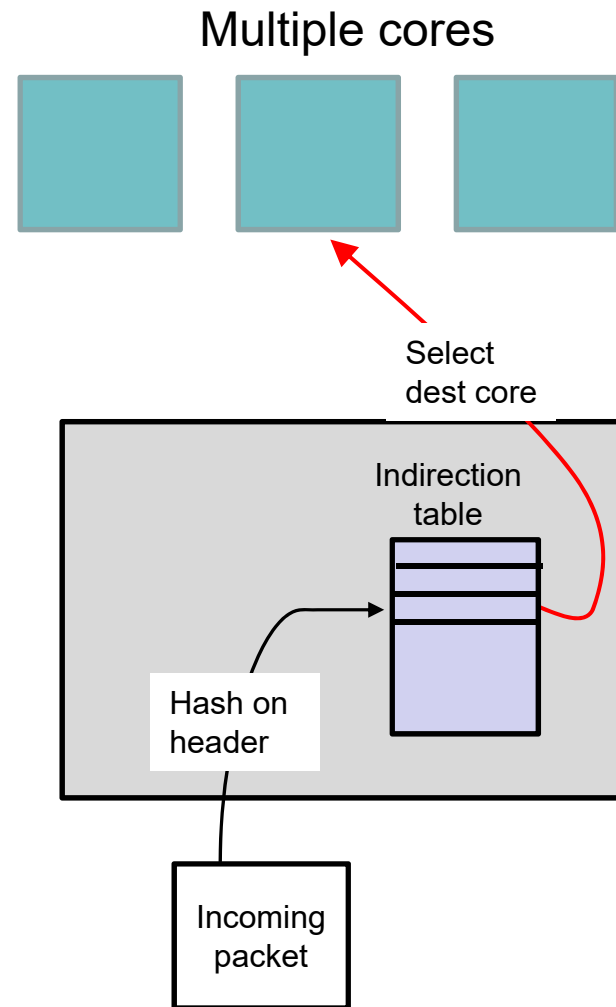 Multiple cores
Select
dest core
Indirection
table
Hash on
header
Incoming
packet